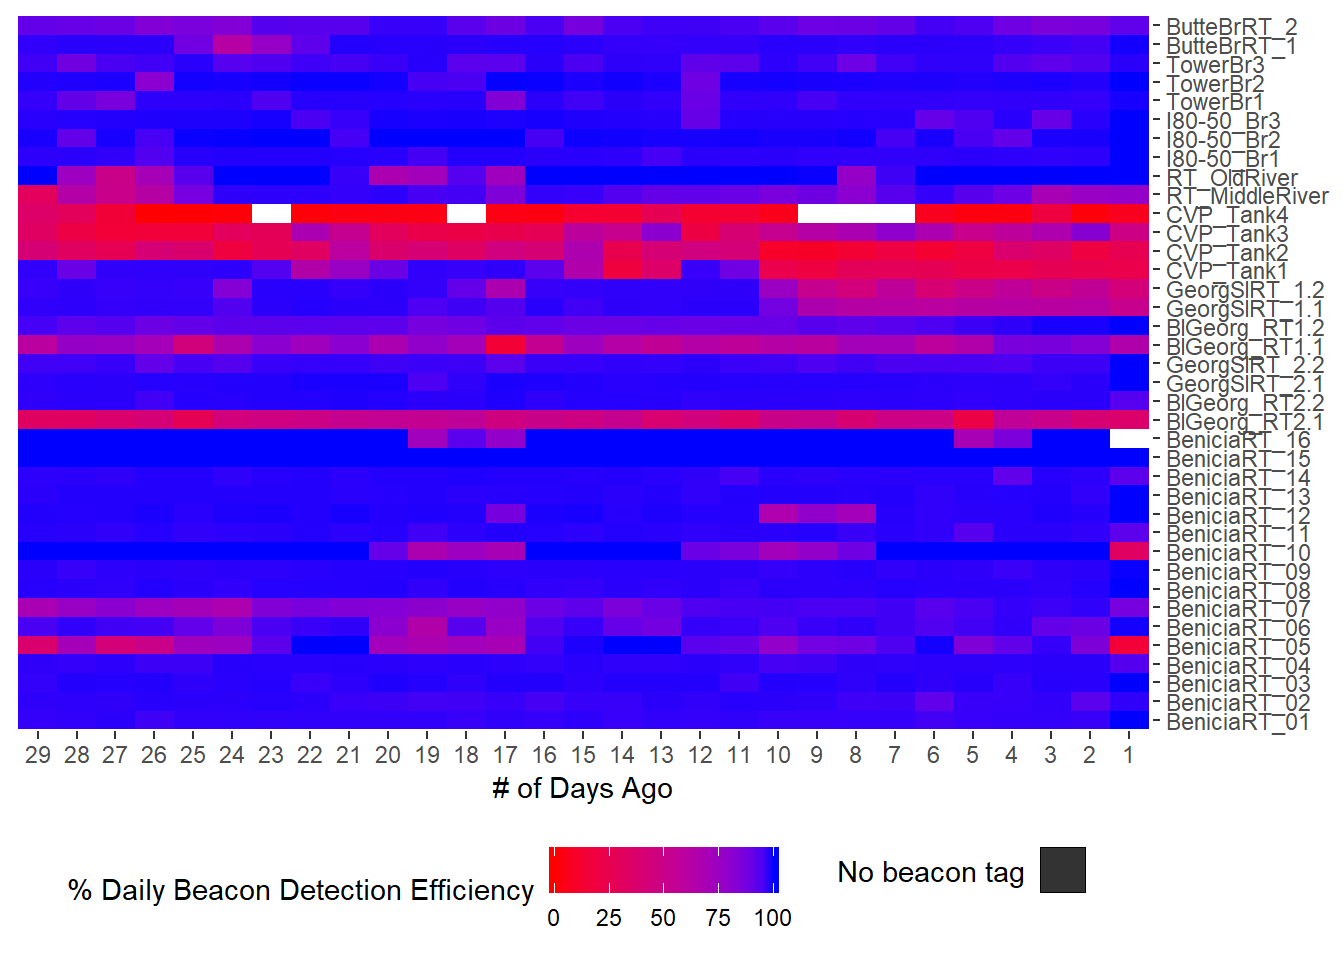 ButteBrRT_2
ButteBrRT_1
TowerBr3
TowerBr2
TowerBr1
I80-50_Br3
I80-50_Br2
I80-50_Br1
RT_OldRiver
RT_MiddleRiver
CVP_Tank4
CVP_Tank3
CVP_Tank2
CVP_Tank1
GeorgSlRT_1.2
GeorgSlRT_1.1
BlGeorg_RT1.2
BlGeorg_RT1.1
GeorgSlRT_2.2
GeorgSlRT_2.1
BlGeorg_RT2.2
BlGeorg_RT2.1
BeniciaRT_16
BeniciaRT_15
BeniciaRT_14
BeniciaRT_13
BeniciaRT_12
BeniciaRT_11
BeniciaRT_10
BeniciaRT_09
BeniciaRT_08
BeniciaRT_07
BeniciaRT_06
BeniciaRT_05
BeniciaRT_04
BeniciaRT_03
BeniciaRT_02
BeniciaRT_01
29 28 27 26 25 24 23 22 21 20 19 18 17 16 15 14 13 12 11 10 9 8 7 6 5 4 3 2 1
# of Days Ago
% Daily Beacon Detection Efficiency
0 25 50 75 100
No beacon tag